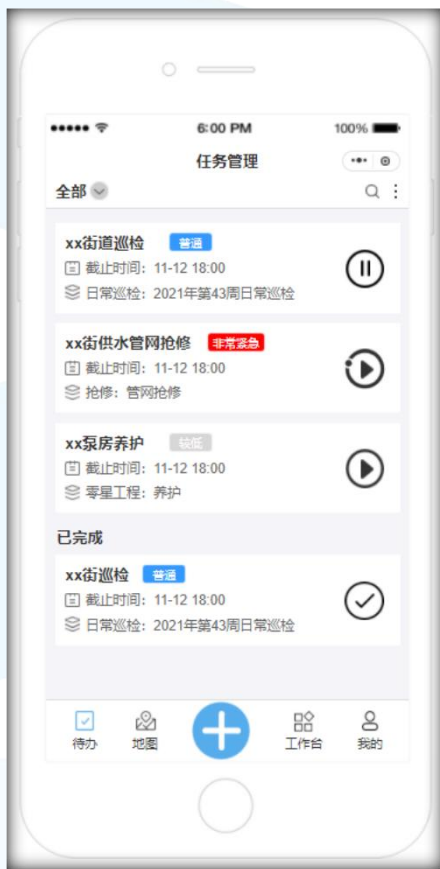 6:00 PM
100%
任务管理
全部
xx街道巡检 普通
截止时间：11-12 18:00
日常巡检：2021年第43周日常巡检
xx街供水管网抢修 非常紧急
截止时间：11-12 18:00
抢修：管网抢修
xx泵房养护 较低
截止时间：11-12 18:00
零星工程：养护
已完成
xx街巡检 普通
截止时间：11-12 18:00
日常巡检：2021年第43周日常巡检
待办
地图
工作台
我的